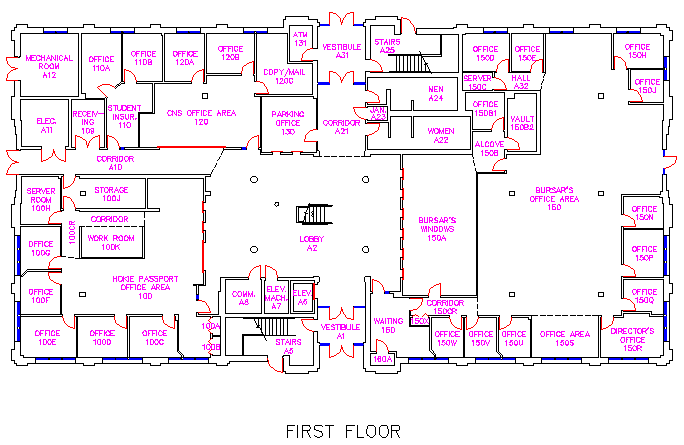 MECHANICAL
ROOM
A12
OFFICE
110A
OFFICE
110B
OFFICE
120A
OFFICE
120B
ATM
131
VESTIBULE
A31
STAIRS
A25
OFFICE
150D
OFFICE
150E
OFFICE
150H
COPY/MAIL
120C
SERVER
150C
HALL
A32
OFFICE
150J
ELEC.
A11
RECEIV-
ING
109
STUDENT
INSUR.
110
CNS OFFICE AREA
120
PARKING
OFFICE
130
CORRIDOR
A21
JAN.
A23
MEN
A24
WOMEN
A22
OFFICE
150B1
VAULT
150B2
ALCOVE
150B
CORRIDOR
A10
SERVER
ROOM
100H
STORAGE
100J
CORRIDOR
100CR
WORK ROOM
100K
LOBBY
A2
BURSAR'S
WINDOWS
150A
BURSAR'S
OFFICE AREA
150
OFFICE
150N
OFFICE
100G
OFFICE
150P
HOKIE PASSPORT
OFFICE AREA
100
OFFICE
100F
COMM.
A8
ELEV.
MACH.
A7
ELEV.
A6
OFFICE
150Q
CORRIDOR
150CR
OFFICE
100E
OFFICE
100D
OFFICE
100C
100A
100B
STAIRS
A5
VESTIBULE
A1
WAITING
160
160A
150X
OFFICE
150W
OFFICE
150V
OFFICE
150U
OFFICE AREA
150S
DIRECTOR'S
OFFICE
150R
FIRST FLOOR